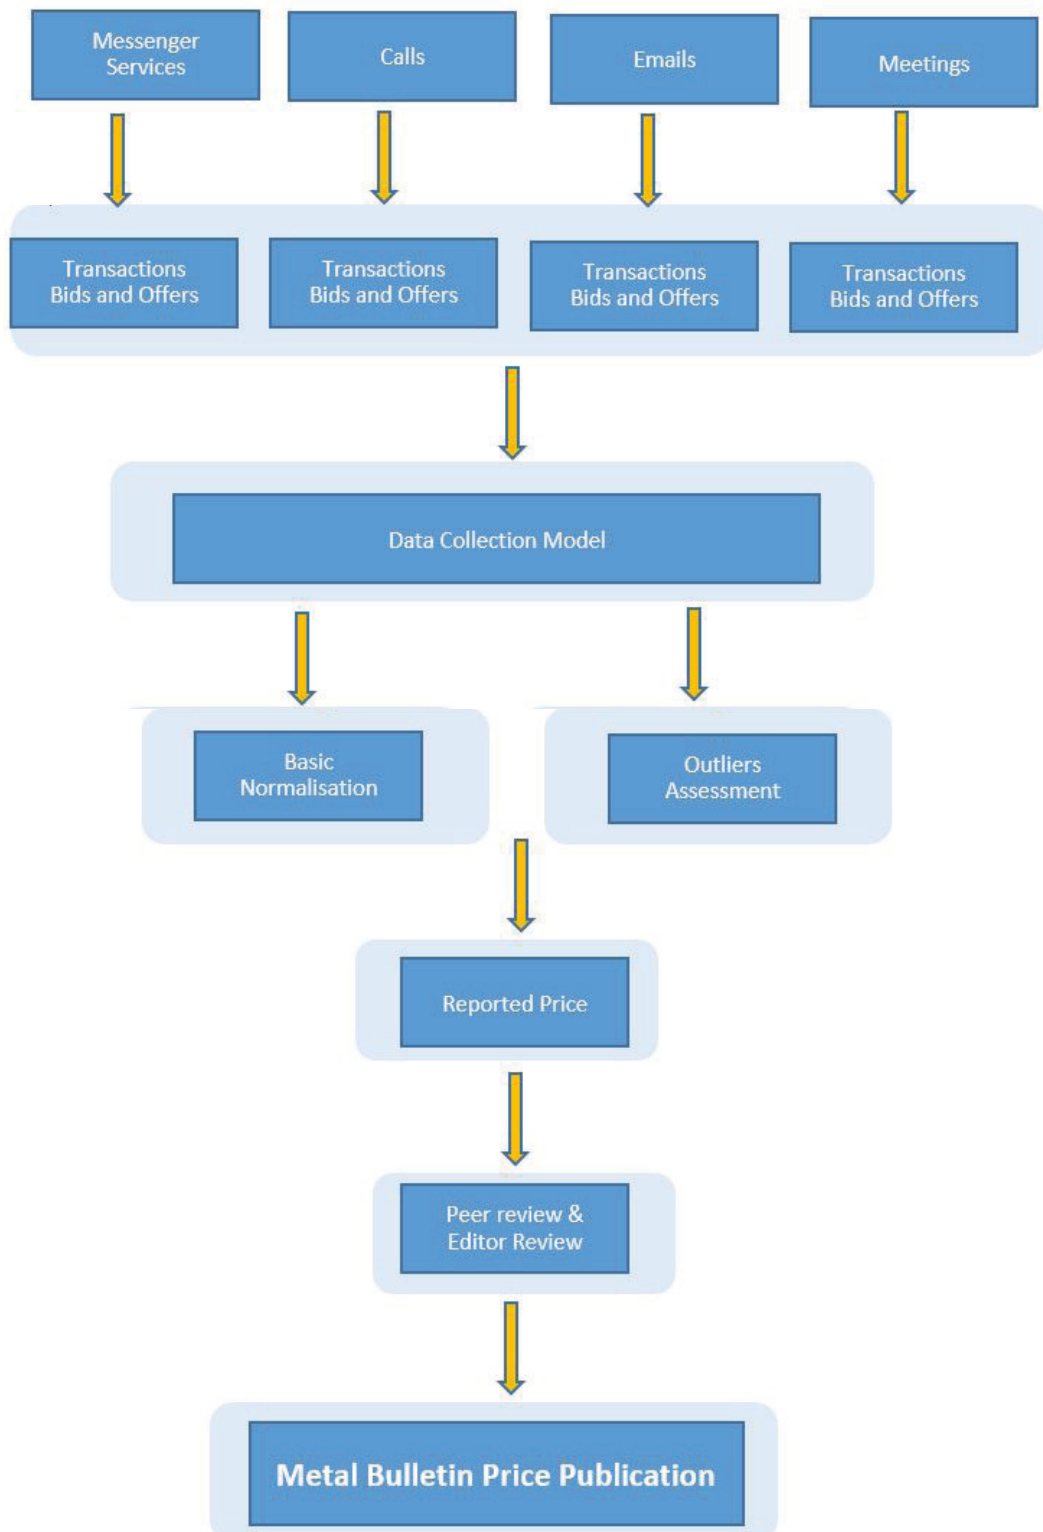 Messenger
Services
Calls
Emails
Meetings
Transactions
Bids and Offers
Transactions
Bids and Offers
Transactions
Bids and Offers
Transactions
Bids and Offers
Data Collection Model
Basic
Normalisation
Outliers
Assessment
Reported Price
Peer review &
Editor Review
Metal Bulletin Price Publication